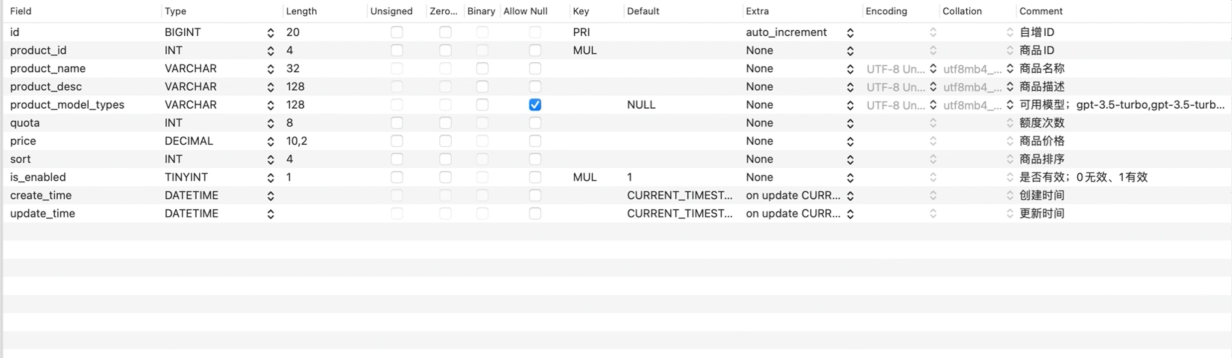 Field Type Length Unsigned Zero... Binary Allow Null Key Default Extra Encoding Collation Comment
id BIGINT 20 PRI auto_increment 自增ID
product_id INT 4 MUL None 商品ID
product_name VARCHAR 32 None UTF-8 Un... utf8mb4_... 商品名称
product_desc VARCHAR 128 None UTF-8 Un... utf8mb4_... 商品描述
product_model_types VARCHAR 128 NULL None UTF-8 Un... utf8mb4_... 可用模型；gpt-3.5-turbo,gpt-3.5-turb...
quota INT 8 None 额度次数
price DECIMAL 10,2 None 商品价格
sort INT 4 None 商品排序
is_enabled TINYINT 1 MUL 1 None 是否有效；0无效、1有效
create_time DATETIME CURRENT_TIMEST... on update CURR... 创建时间
update_time DATETIME CURRENT_TIMEST... on update CURR... 更新时间